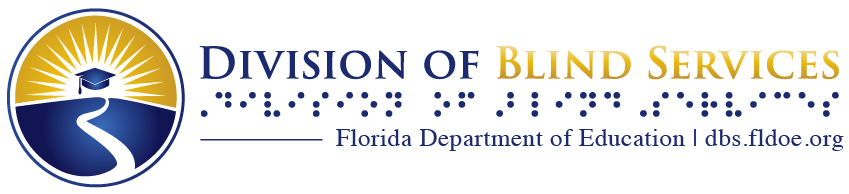 DIVISION OF BLIND SERVICES
⠠⠙⠊⠧⠊⠎⠊⠕⠝ ⠕⠋ ⠠⠃⠇⠊⠝⠙ ⠠⠎⠑⠗⠧⠊⠉⠑⠎
Florida Department of Education | dbs.fldoe.org